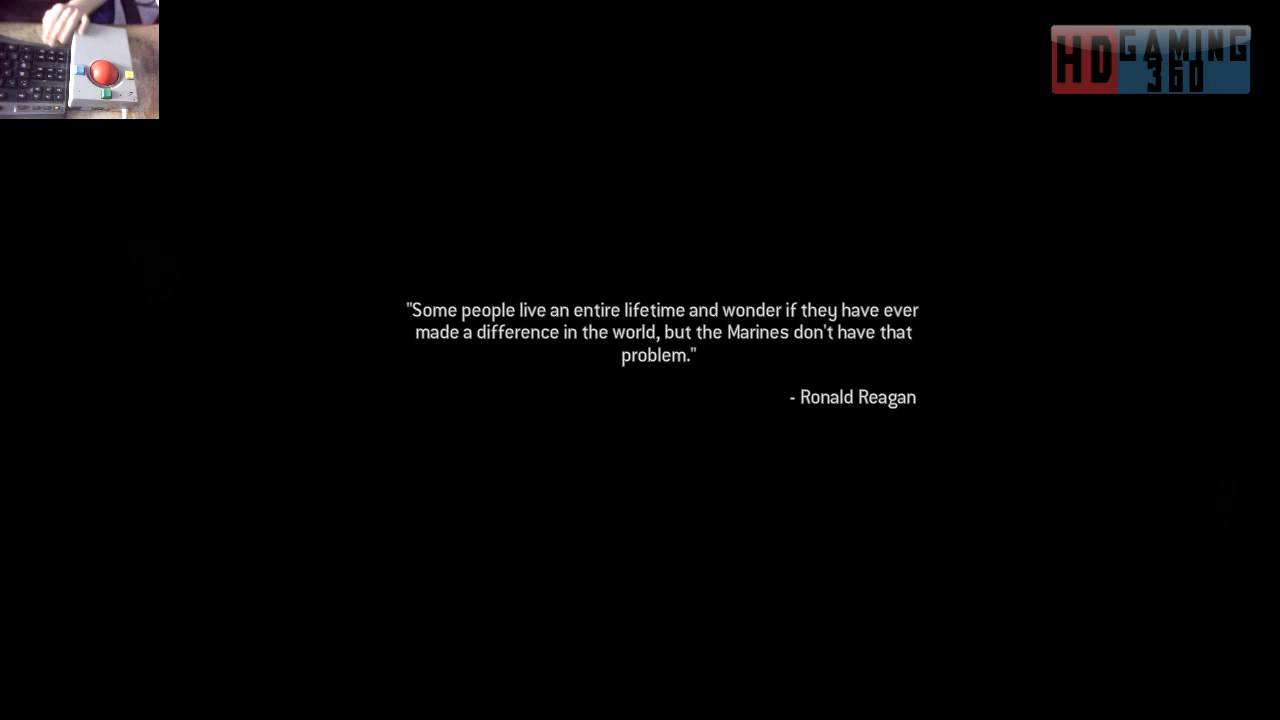 HD GAMING
360
"Some people live an entire lifetime and wonder if they have ever
made a difference in the world, but the Marines don't have that
problem."
- Ronald Reagan